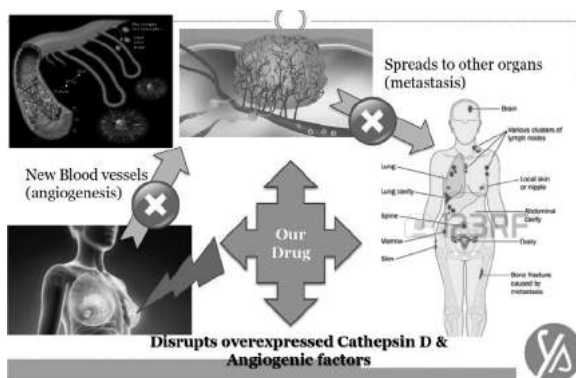 Spreads to other organs
(metastasis)
New Blood vessels
(angiogenesis)
Our
Drug
Brain
Various clusters of
lymph nodes
Lung
Local skin
or nipple
Lung cavity
Abdominal
cavity
Spine
123RF
Marrow
Ovary
Skin
Bone fracture
caused by
metastasis
Disrupts overexpressed Cathepsin D &
Angiogenic factors